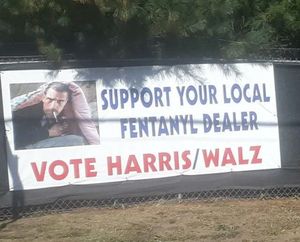 SUPPORT YOUR LOCAL
FENTANYL DEALER
VOTE HARRIS/WALZ